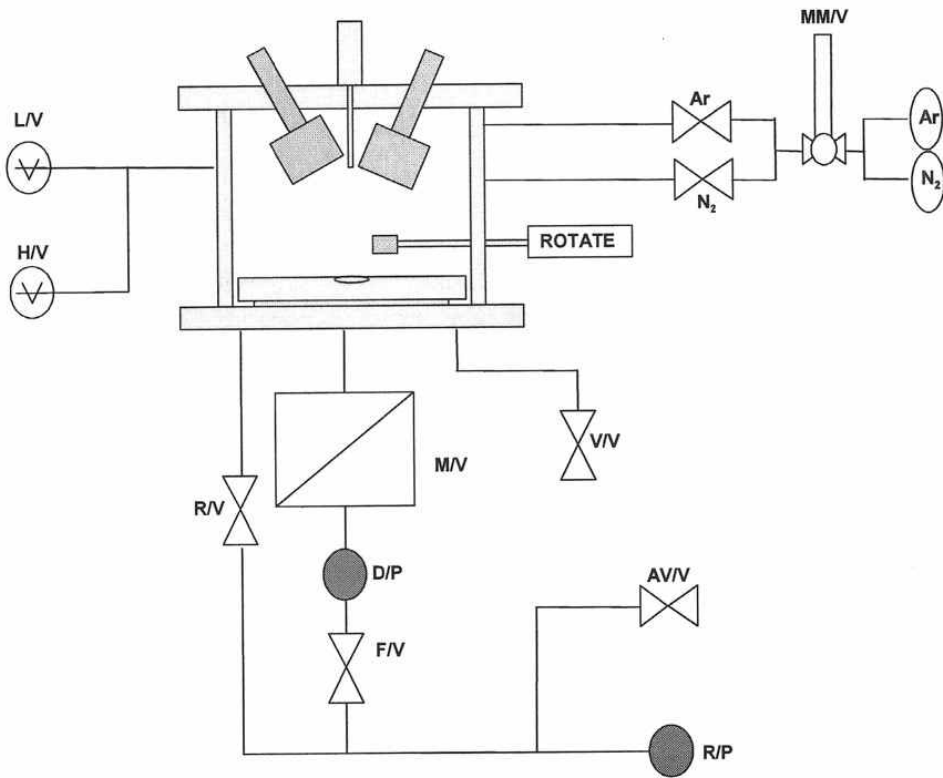 MM/V
L/V
Ar
Ar
N₂
N₂
H/V
ROTATE
V/V
M/V
R/V
D/P
AV/V
F/V
R/P